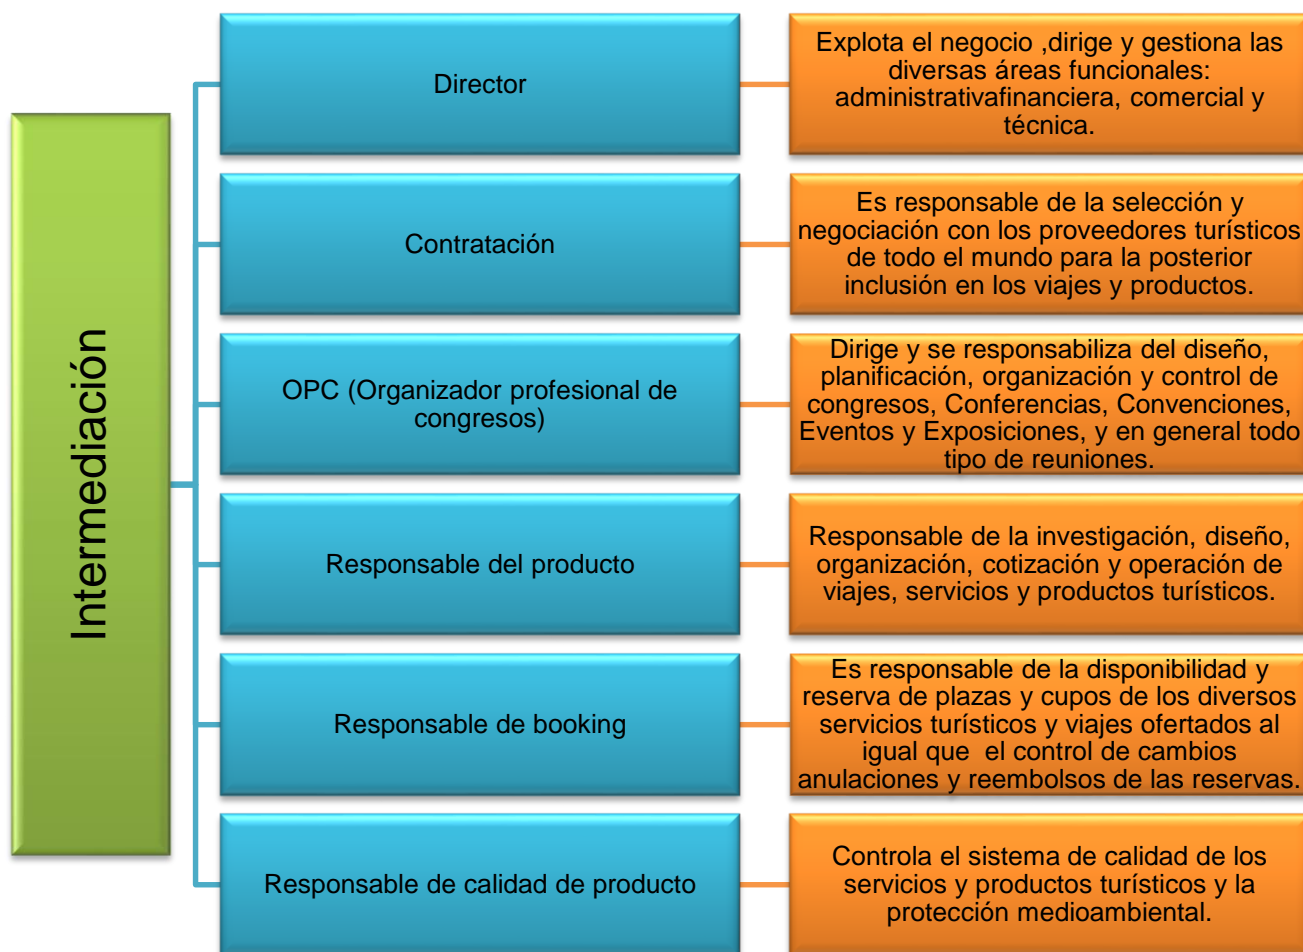 Intermediación
Director
Explota el negocio ,dirige y gestiona las
diversas áreas funcionales:
administrativafinanciera, comercial y
técnica.
Contratación
Es responsable de la selección y
negociación con los proveedores turísticos
de todo el mundo para la posterior
inclusión en los viajes y productos.
OPC (Organizador profesional de
congresos)
Dirige y se responsabiliza del diseño,
planificación, organización y control de
congresos, Conferencias, Convenciones,
Eventos y Exposiciones, y en general todo
tipo de reuniones.
Responsable del producto
Responsable de la investigación, diseño,
organización, cotización y operación de
viajes, servicios y productos turísticos.
Responsable de booking
Es responsable de la disponibilidad y
reserva de plazas y cupos de los diversos
servicios turísticos y viajes ofertados al
igual que  el control de cambios
anulaciones y reembolsos de las reservas.
Responsable de calidad de producto
Controla el sistema de calidad de los
servicios y productos turísticos y la
protección medioambiental.